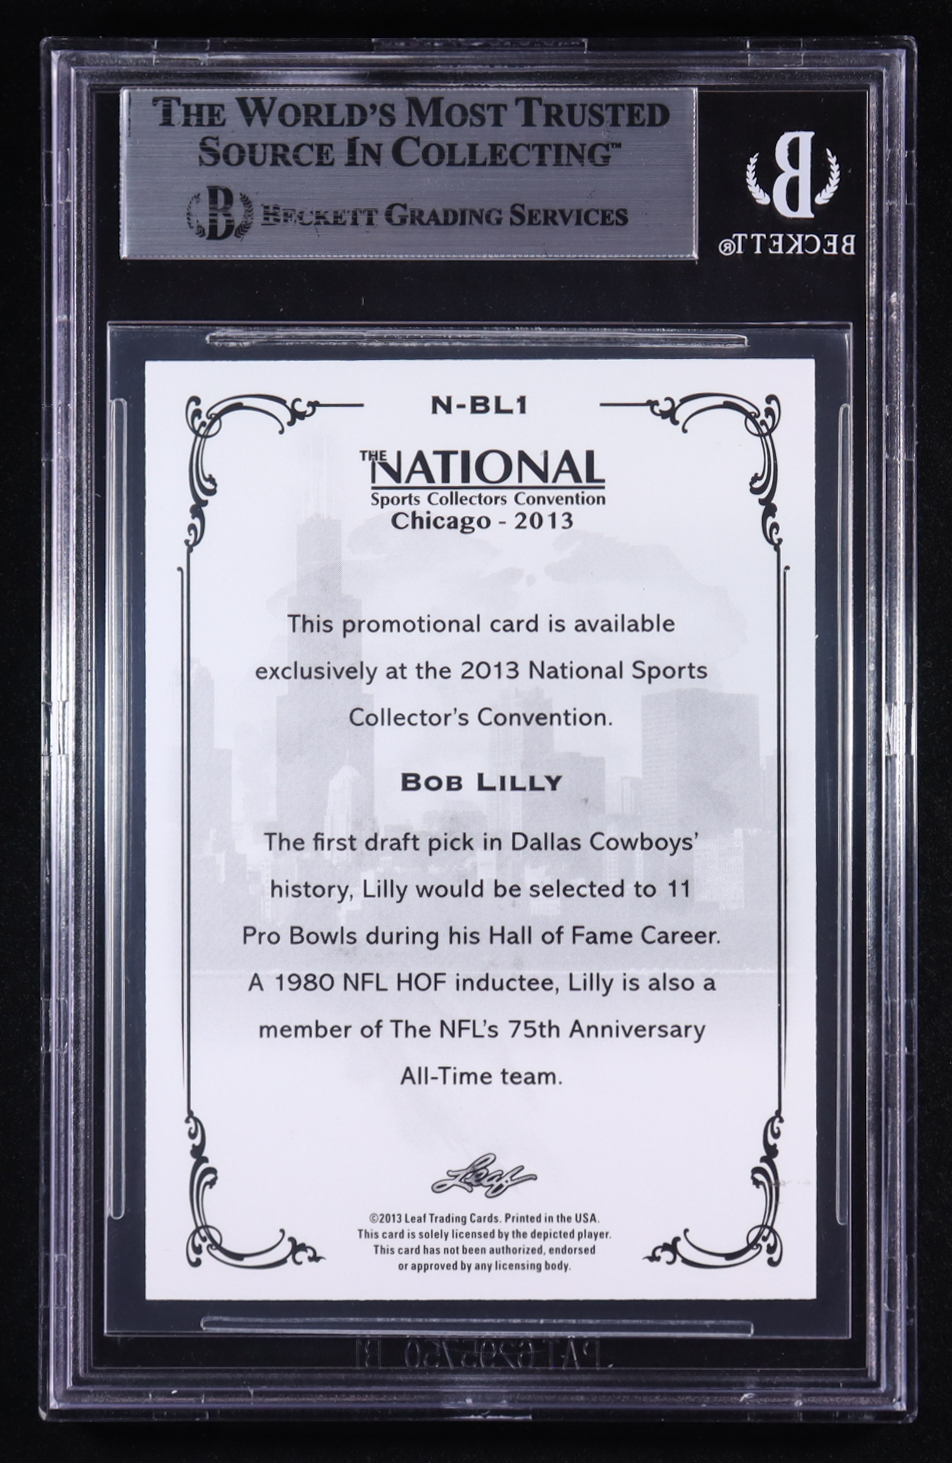 THE WORLD'S MOST TRUSTED
SOURCE IN COLLECTING™
B BECKETT GRADING SERVICES
B
BECKETT®
N-BL1
THE NATIONAL
Sports Collectors Convention
Chicago - 2013
This promotional card is available
exclusively at the 2013 National Sports
Collector's Convention.
BOB LILLY
The first draft pick in Dallas Cowboys'
history, Lilly would be selected to 11
Pro Bowls during his Hall of Fame Career.
A 1980 NFL HOF inductee, Lilly is also a
member of The NFL's 75th Anniversary
All-Time team.
Leaf
©2013 Leaf Trading Cards. Printed in the USA.
This card is solely licensed by the depicted player.
This card has not been authorized, endorsed
or approved by any licensing body.